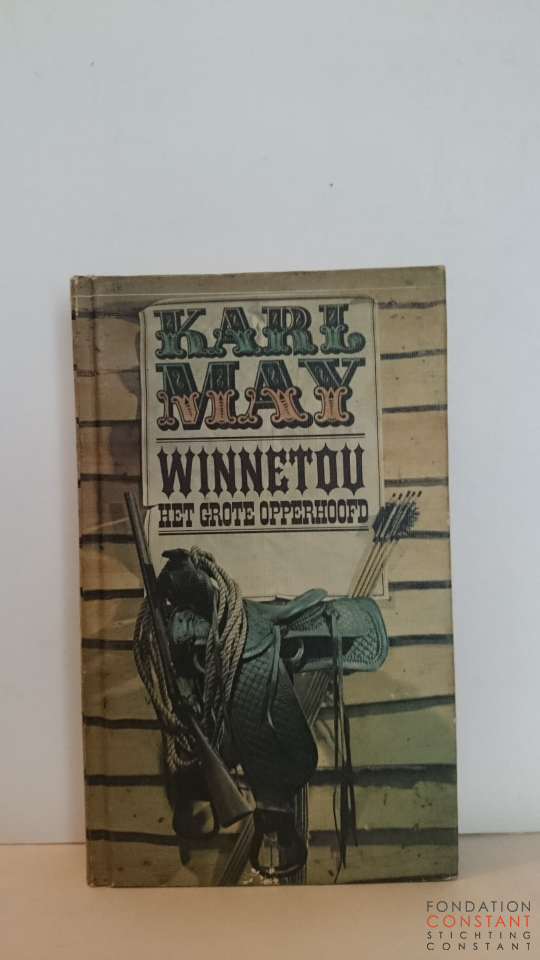 KARL
MAY
WINNETOU
HET GROTE OPPERHOOFD
FONDATION
CONSTANT
STICHTING
CONSTANT